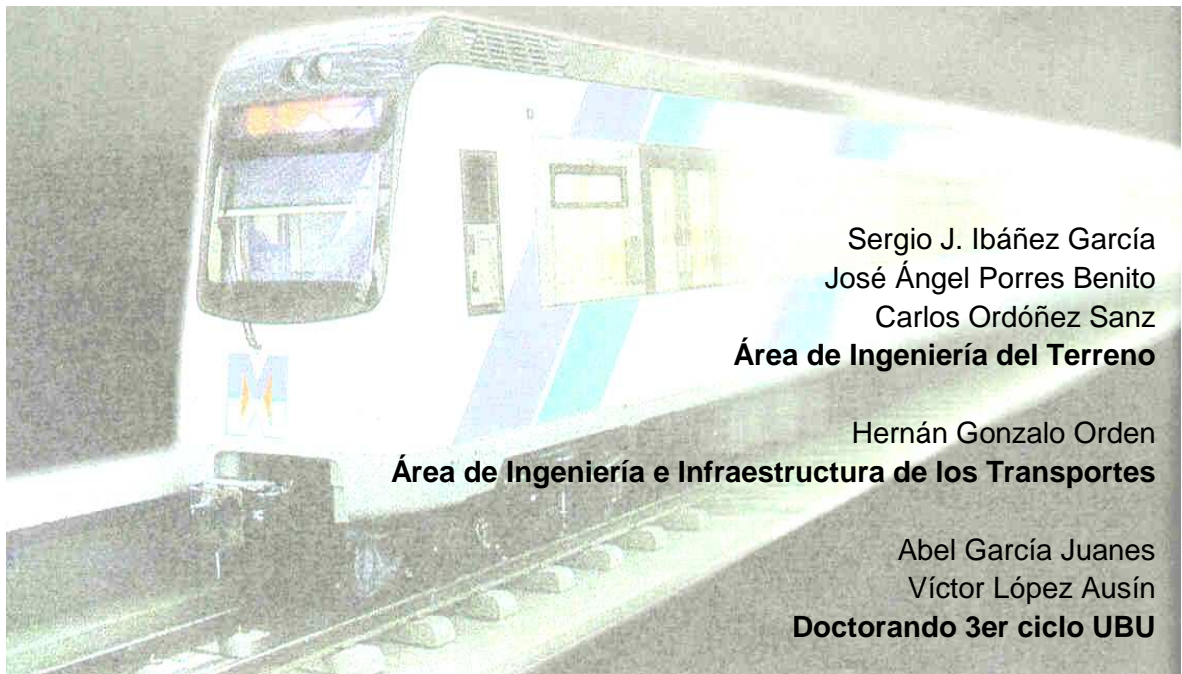 Sergio J. Ibáñez García
José Ángel Porres Benito
Carlos Ordóñez Sanz
Área de Ingeniería del Terreno
Hernán Gonzalo Orden
Área de Ingeniería e Infraestructura de los Transportes
Abel García Juanes
Víctor López Ausín
Doctorando 3er ciclo UBU